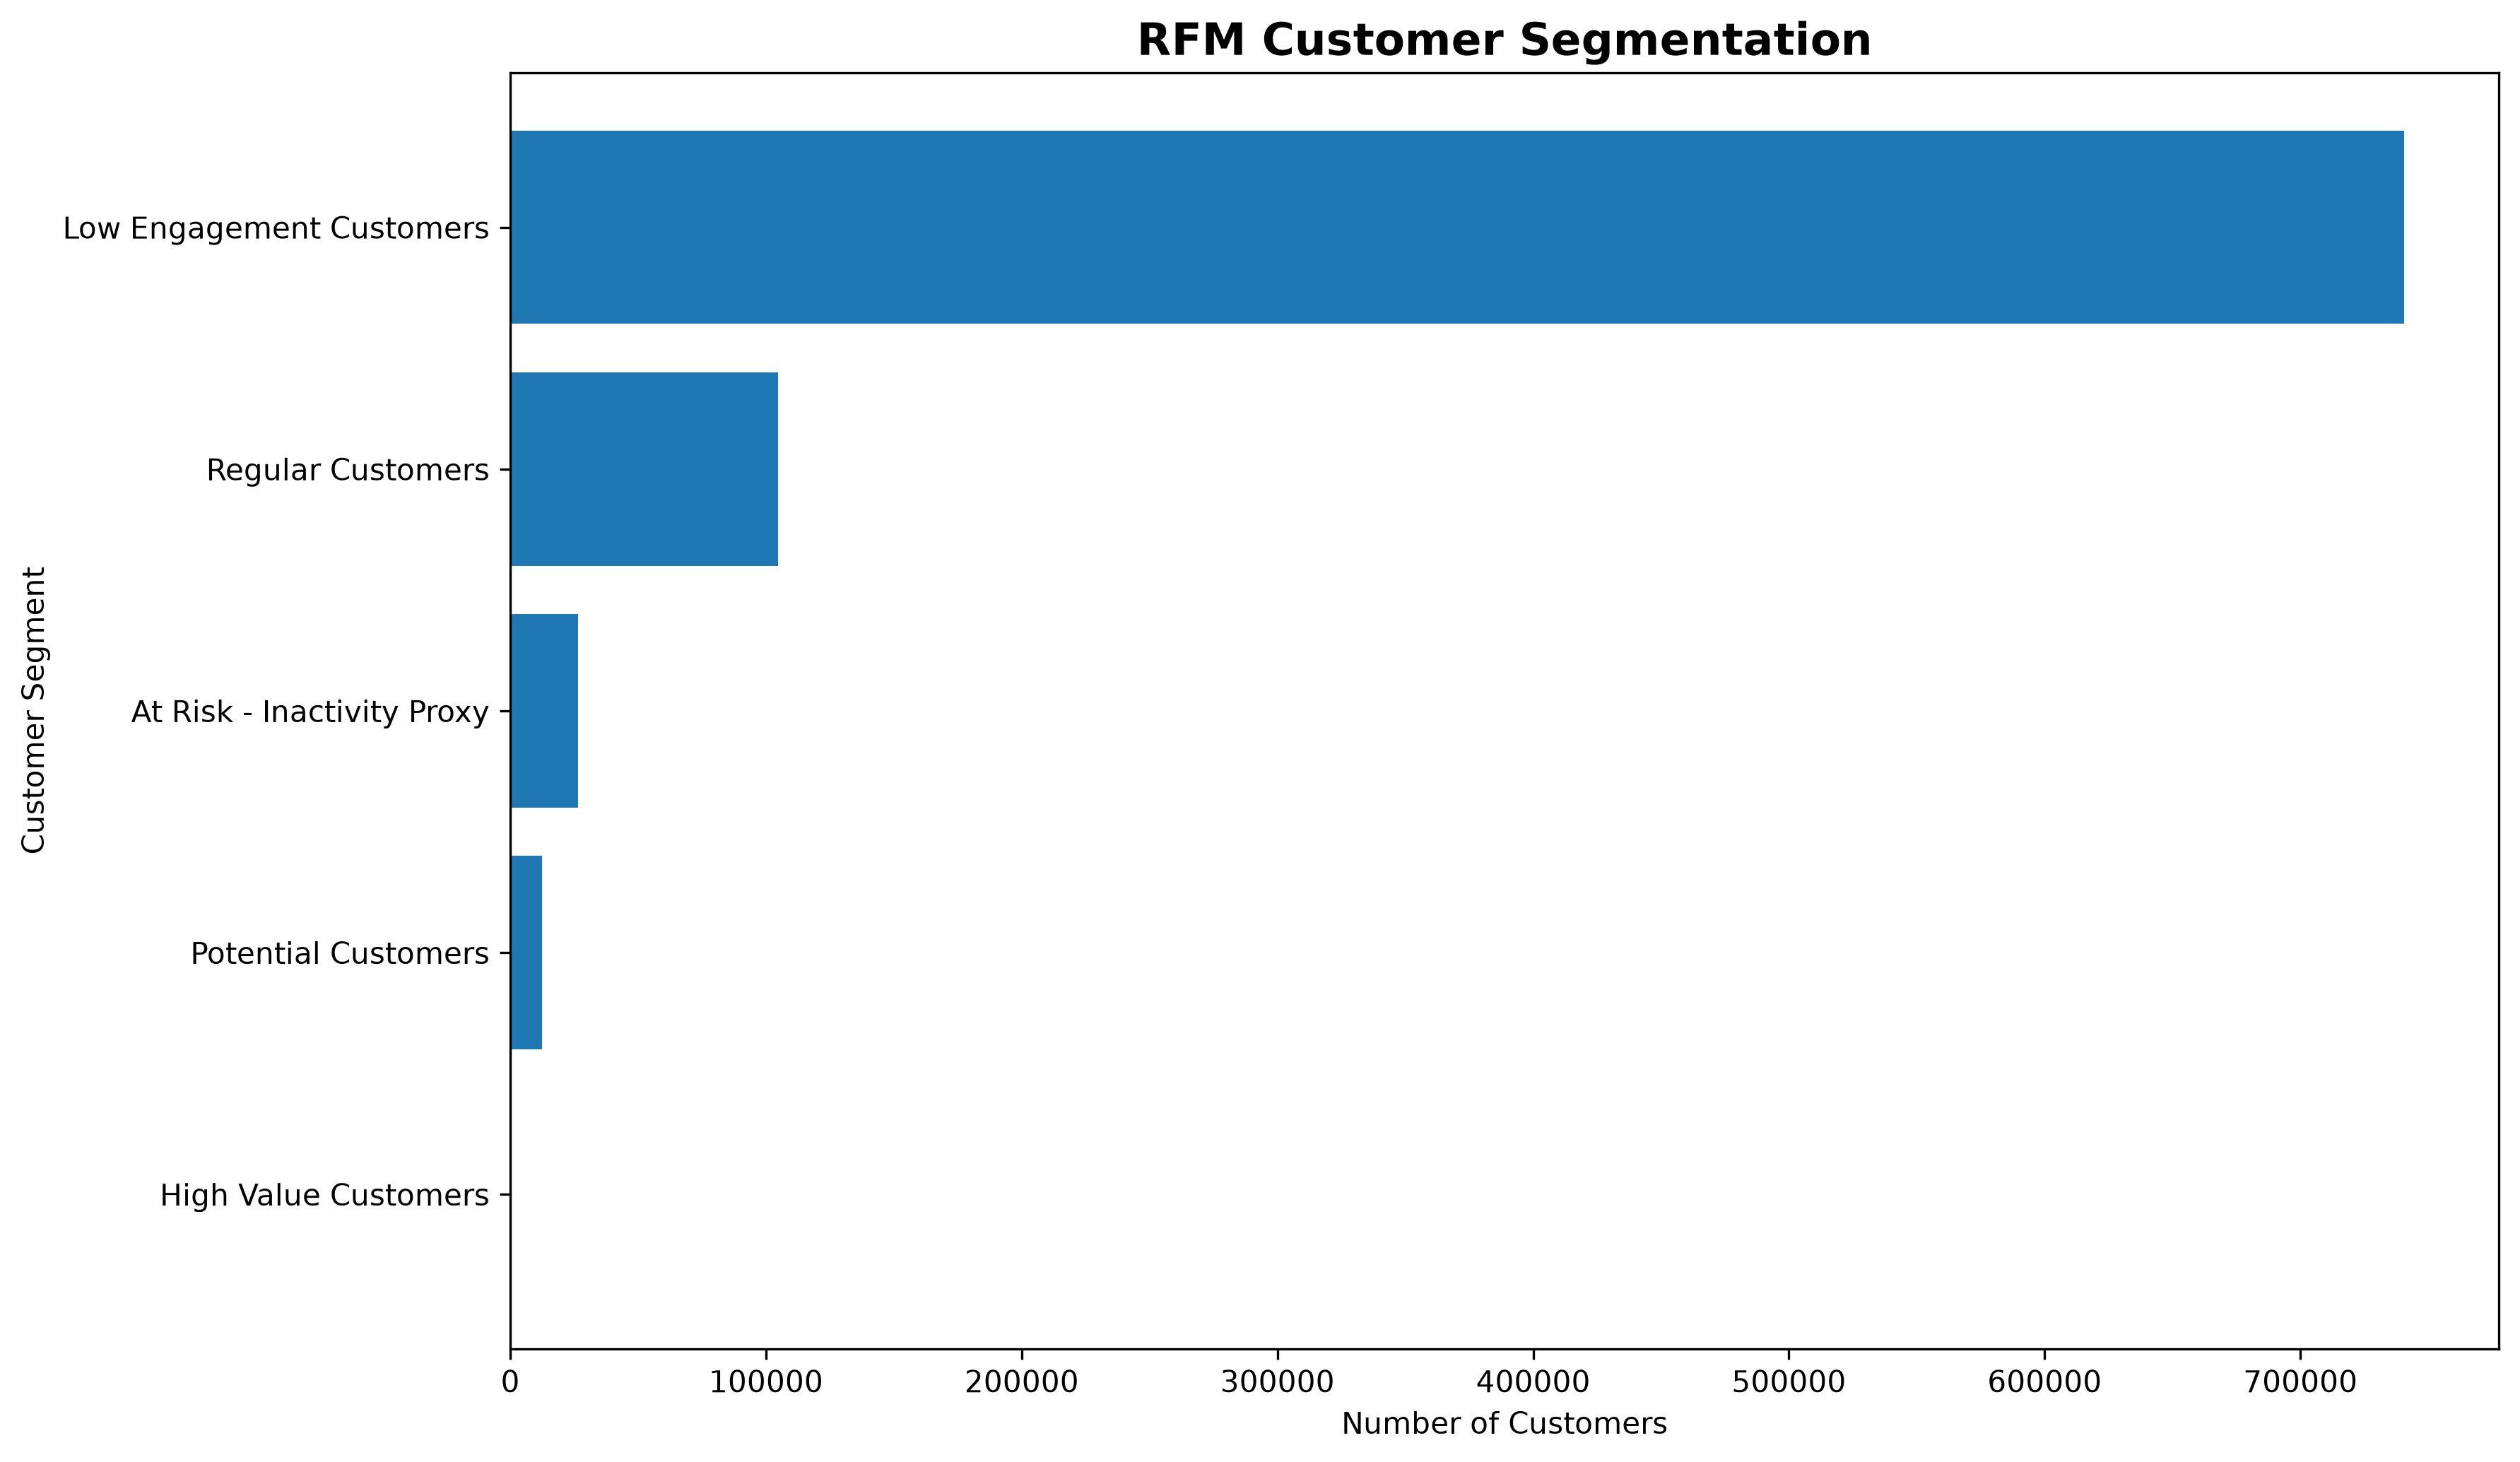 RFM Customer Segmentation
Customer Segment
Low Engagement Customers
Regular Customers
At Risk - Inactivity Proxy
Potential Customers
High Value Customers
0 100000 200000 300000 400000 500000 600000 700000
Number of Customers